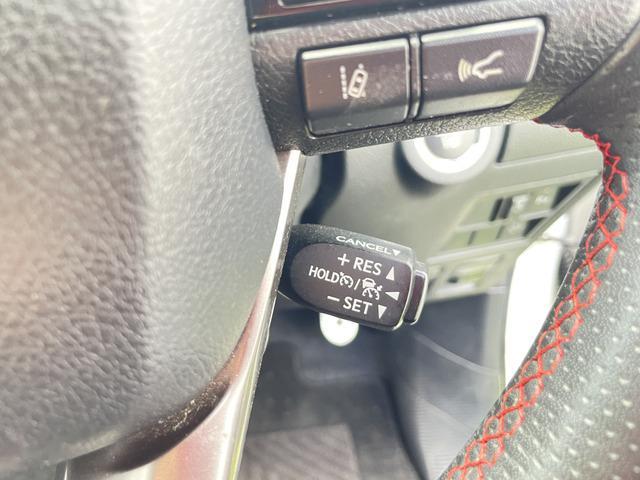 CANCEL▼
+ RES ▲
HOLD / ◀
− SET ▼